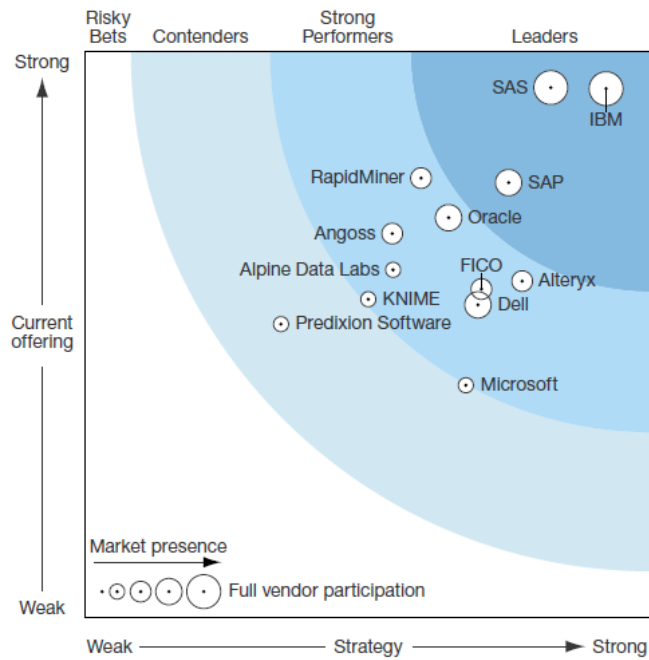 Risky
Bets
Contenders
Strong
Performers
Leaders
Strong
SAS
IBM
RapidMiner
SAP
Oracle
Angoss
Alpine Data Labs
FICO
Alteryx
KNIME
Dell
Predixion Software
Current
offering
Microsoft
Market presence
Full vendor participation
Weak
Weak
Strategy
Strong